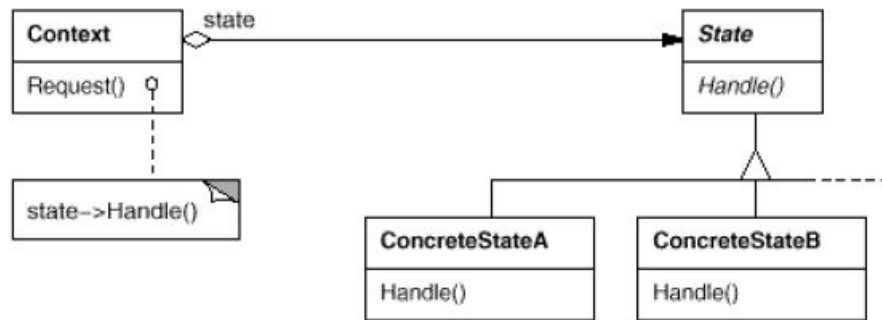 Context
state
State
Request()
Handle()
state->Handle()
ConcreteStateA
ConcreteStateB
Handle()
Handle()